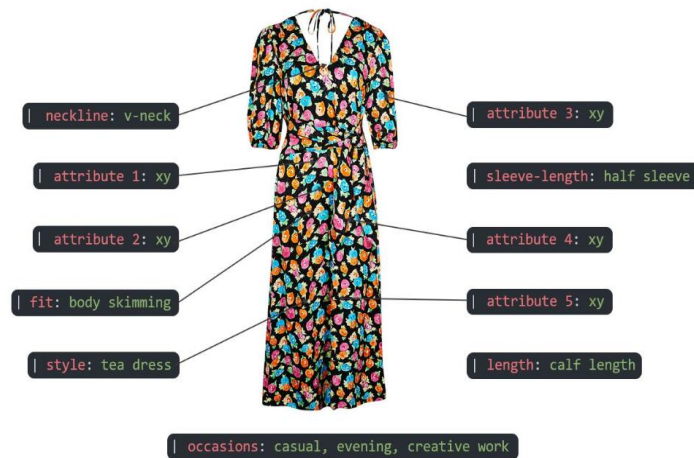 | neckline: v-neck
| attribute 1: xy
| attribute 2: xy
| fit: body skimming
| style: tea dress
| attribute 3: xy
| sleeve-length: half sleeve
| attribute 4: xy
| attribute 5: xy
| length: calf length
| occasions: casual, evening, creative work